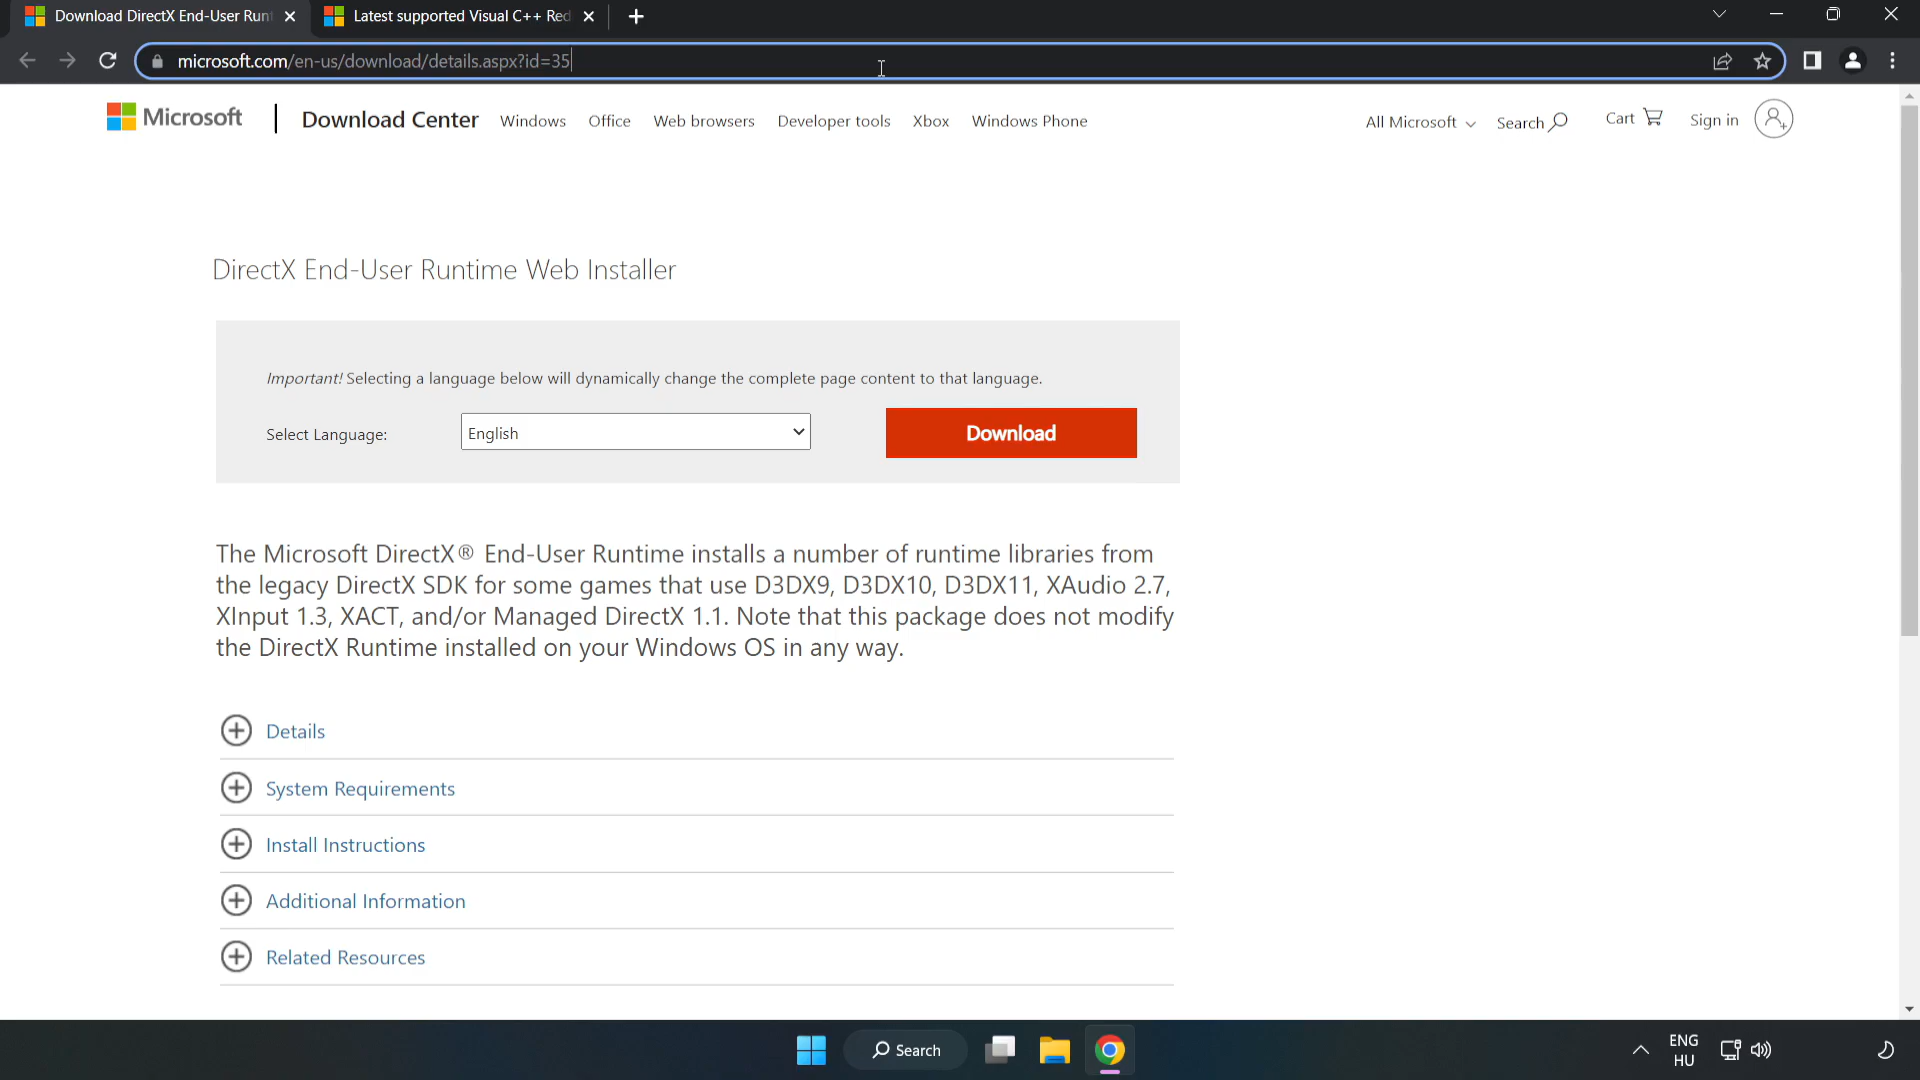 Download DirectX End-User Runt
Latest supported Visual C++ Red
microsoft.com/en-us/download/details.aspx?id=35
Microsoft
Download Center
Windows
Office
Web browsers
Developer tools
Xbox
Windows Phone
All Microsoft
Search
Cart
Sign in
DirectX End-User Runtime Web Installer
Important! Selecting a language below will dynamically change the complete page content to that language.
Select Language:
English
Download
The Microsoft DirectX® End-User Runtime installs a number of runtime libraries from
the legacy DirectX SDK for some games that use D3DX9, D3DX10, D3DX11, XAudio 2.7,
XInput 1.3, XACT, and/or Managed DirectX 1.1. Note that this package does not modify
the DirectX Runtime installed on your Windows OS in any way.
Details
System Requirements
Install Instructions
Additional Information
Related Resources
Search
ENG
HU